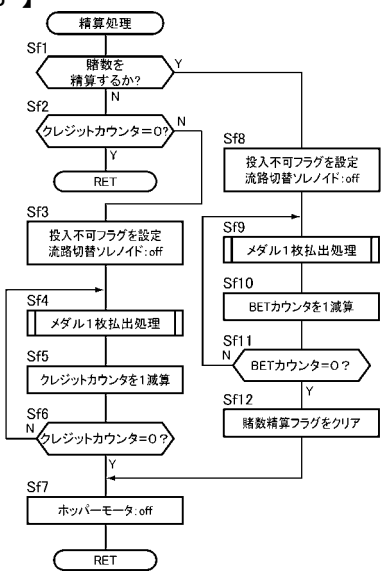 】
精算処理
Sf1
賭数を
精算するか?
Y
N
Sf2
クレジットカウンタ=0?
N
Y
RET
Sf3
投入不可フラグを設定
流路切替ソレノイド:off
Sf4
メダル1枚払出処理
Sf5
クレジットカウンタを1減算
Sf6
N
クレジットカウンタ=0?
Y
Sf7
ホッパーモータ:off
RET
Sf8
投入不可フラグを設定
流路切替ソレノイド:off
Sf9
メダル1枚払出処理
Sf10
BETカウンタを1減算
Sf11
N
BETカウンタ=0?
Y
Sf12
賭数精算フラグをクリア